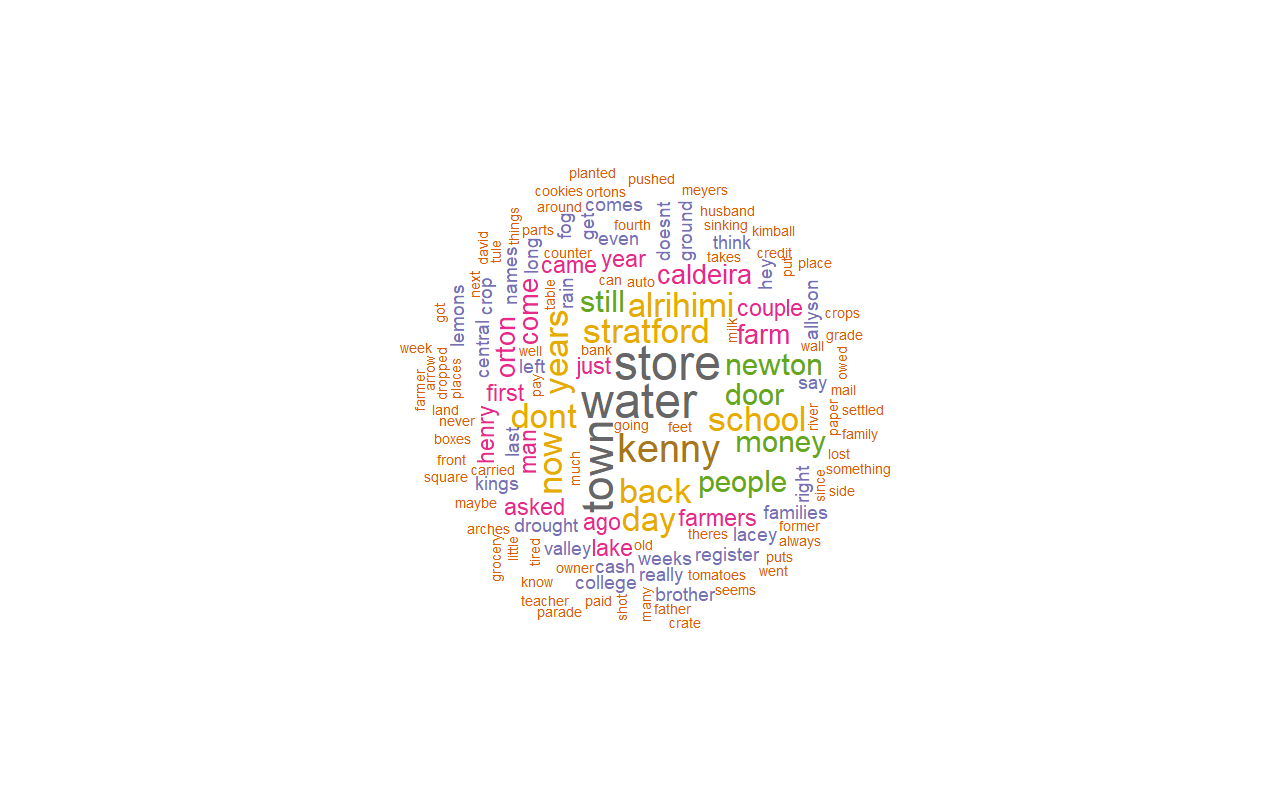 planted
pushed
cookies
ortons
meyers
around
comes
husband
things
fog
get
parts
fourth
even
doesnt
ground
sinking
kimball
think
david
tule
names
long
counter
came
year
takes
credit
put
place
next
crop
come
table
rain
can
auto
caldeira
hey
got
lemons
still
alrihimi
couple
allyson
crops
week
central
orton
years
stratford
milk
farm
grade
wall
farmer
arrow
dropped
places
well
left
bank
just
store
newton
owed
say
mail
land
first
pay
water
door
never
henry
last
dont
going
feet
school
river
paper
settled
family
boxes
man
now
much
town
kenny
money
lost
front
square
carried
kings
back
people
right
since
something
side
maybe
asked
ago
day
farmers
families
arches
drought
theres
lacey
former
always
grocery
little
tired
valley
lake
old
weeks
register
puts
owner
cash
really
tomatoes
went
know
college
brother
seems
teacher
paid
shot
many
father
parade
crate